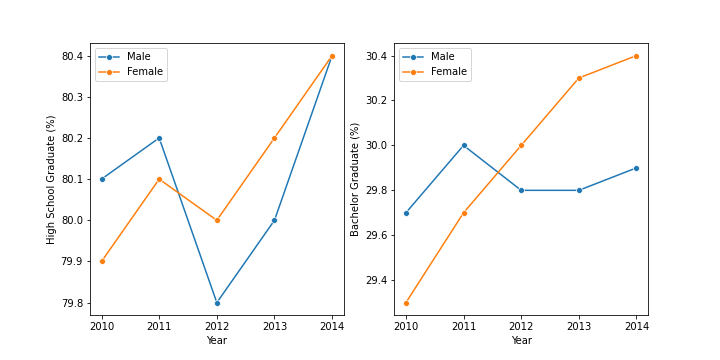 Male
Female
80.4
80.3
80.2
80.1
80.0
79.9
79.8
High School Graduate (%)
2010 2011 2012 2013 2014
Year
Male
Female
30.4
30.2
30.0
29.8
29.6
29.4
Bachelor Graduate (%)
2010 2011 2012 2013 2014
Year